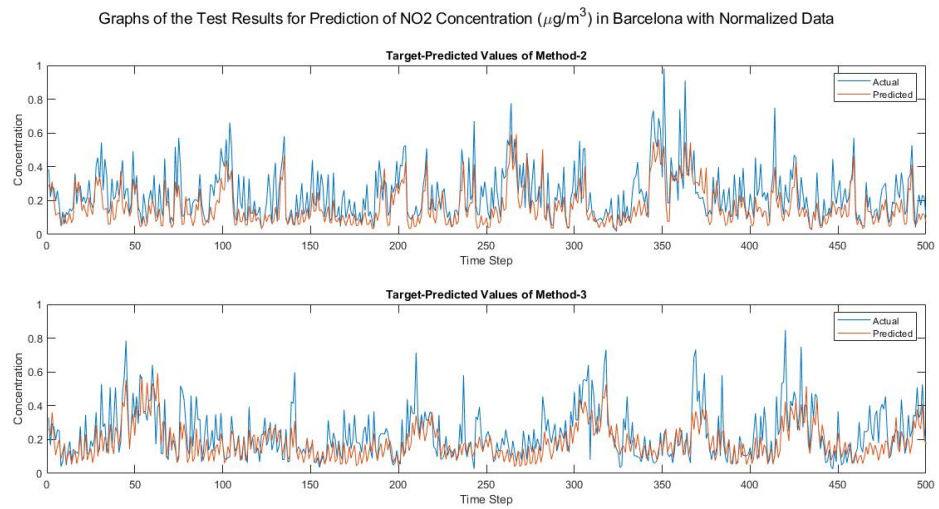 Graphs of the Test Results for Prediction of NO2 Concentration (μg/m³) in Barcelona with Normalized Data
Target-Predicted Values of Method-2
1
0.8
0.6
0.4
0.2
0
Concentration
Actual
Predicted
0 50 100 150 200 250 300 350 400 450 500
Time Step
Target-Predicted Values of Method-3
1
0.8
0.6
0.4
0.2
0
Concentration
Actual
Predicted
0 50 100 150 200 250 300 350 400 450 500
Time Step